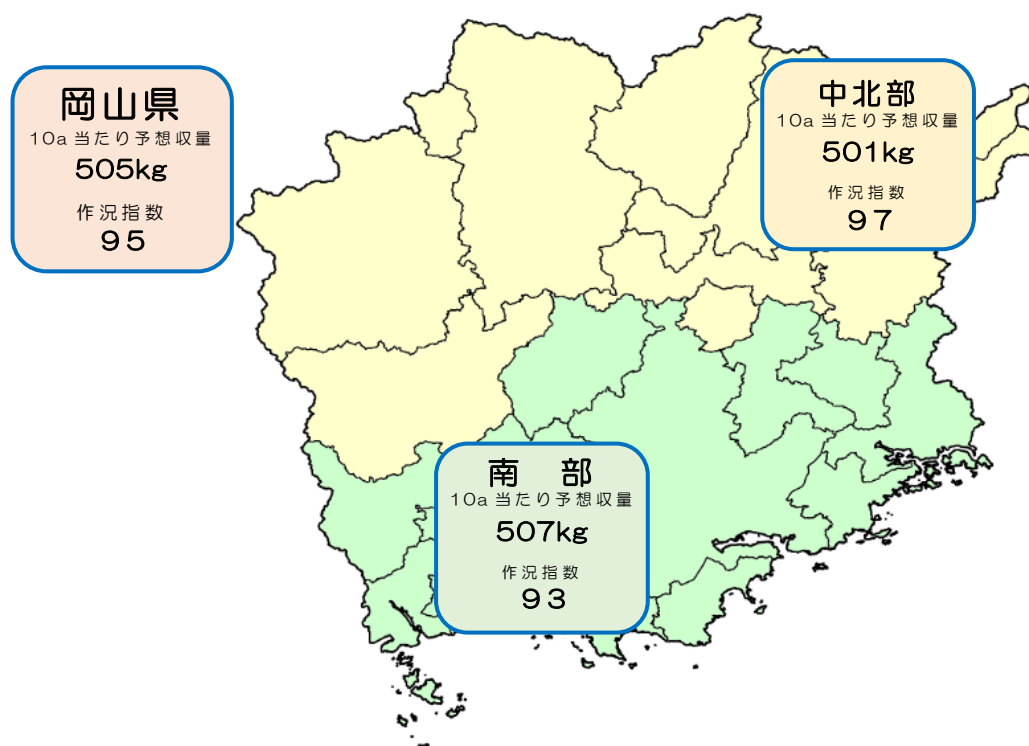 岡山県
10a当たり予想収量
505kg
作況指数
95
中北部
10a当たり予想収量
501kg
作況指数
97
南　部
10a当たり予想収量
507kg
作況指数
93